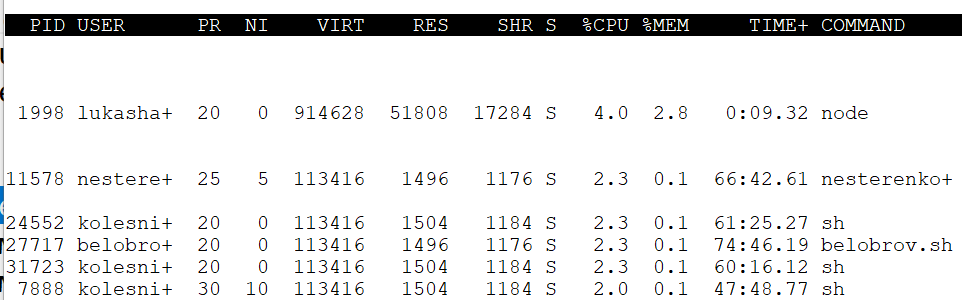 PID USER PR NI VIRT RES SHR S %CPU %MEM TIME+ COMMAND
1998 lukasha+ 20 0 914628 51808 17284 S 4.0 2.8 0:09.32 node
11578 nestere+ 25 5 113416 1496 1176 S 2.3 0.1 66:42.61 nesterenko+
24552 kolesni+ 20 0 113416 1504 1184 S 2.3 0.1 61:25.27 sh
27717 belobro+ 20 0 113416 1496 1176 S 2.3 0.1 74:46.19 belobrov.sh
31723 kolesni+ 20 0 113416 1504 1184 S 2.3 0.1 60:16.12 sh
7888 kolesni+ 30 10 113416 1504 1184 S 2.0 0.1 47:48.77 sh